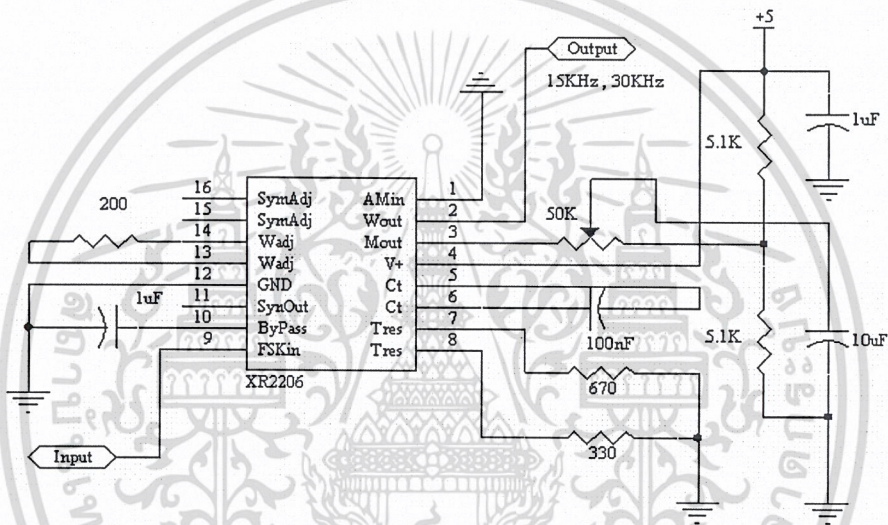 +5
Output
15KHz, 30KHz
1uF
5.1K
200
16 SymAdj AMin 1
15 SymAdj Wout 2
14 Wadj Mout 3
13 Wadj V+ 4
12 GND Ct 5
11 SynOut Ct 6
10 ByPass Tres 7
9 FSKin Tres 8
XR2206
50K
1uF
100nF
5.1K
10uF
670
330
Input